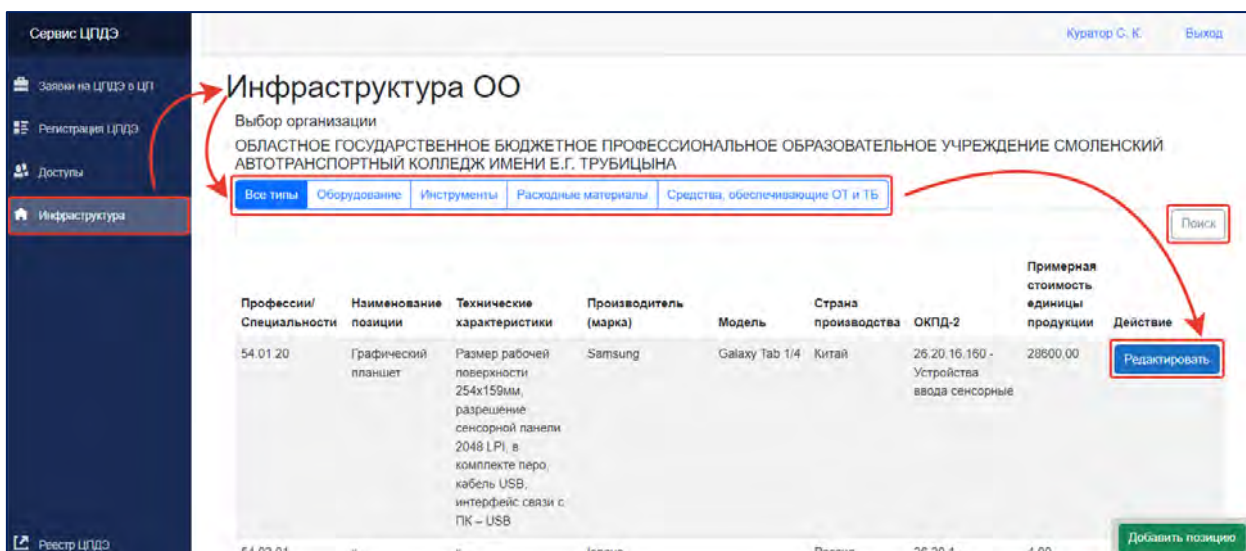 Сервис ЦПДЭ
Куратор С. К. Выход
Заявки на ЦПДЭ в ЦП
Регистрация ЦПДЭ
Доступы
Инфраструктура
Реестр ЦПДЭ
Инфраструктура ОО
Выбор организации
ОБЛАСТНОЕ ГОСУДАРСТВЕННОЕ БЮДЖЕТНОЕ ПРОФЕССИОНАЛЬНОЕ ОБРАЗОВАТЕЛЬНОЕ УЧРЕЖДЕНИЕ СМОЛЕНСКИЙ
АВТОТРАНСПОРТНЫЙ КОЛЛЕДЖ ИМЕНИ Е.Г. ТРУБИЦЫНА
Все типы Оборудование Инструменты Расходные материалы Средства, обеспечивающие ОТ и ТБ
Поиск
Профессии/
Специальности
Наименование
позиции
Технические
характеристики
Производитель
(марка)
Модель
Страна
производства
ОКПД-2
Примерная
стоимость
единицы
продукции
Действие
54.01.20
Графический
планшет
Размер рабочей
поверхности
254х159мм,
разрешение
сенсорной панели
2048 LPI, в
комплекте перо,
кабель USB,
интерфейс связи с
ПК – USB
Samsung
Galaxy Tab 1/4
Китай
26.20.16.160 -
Устройства
ввода сенсорные
28600,00
Редактировать
Добавить позицию